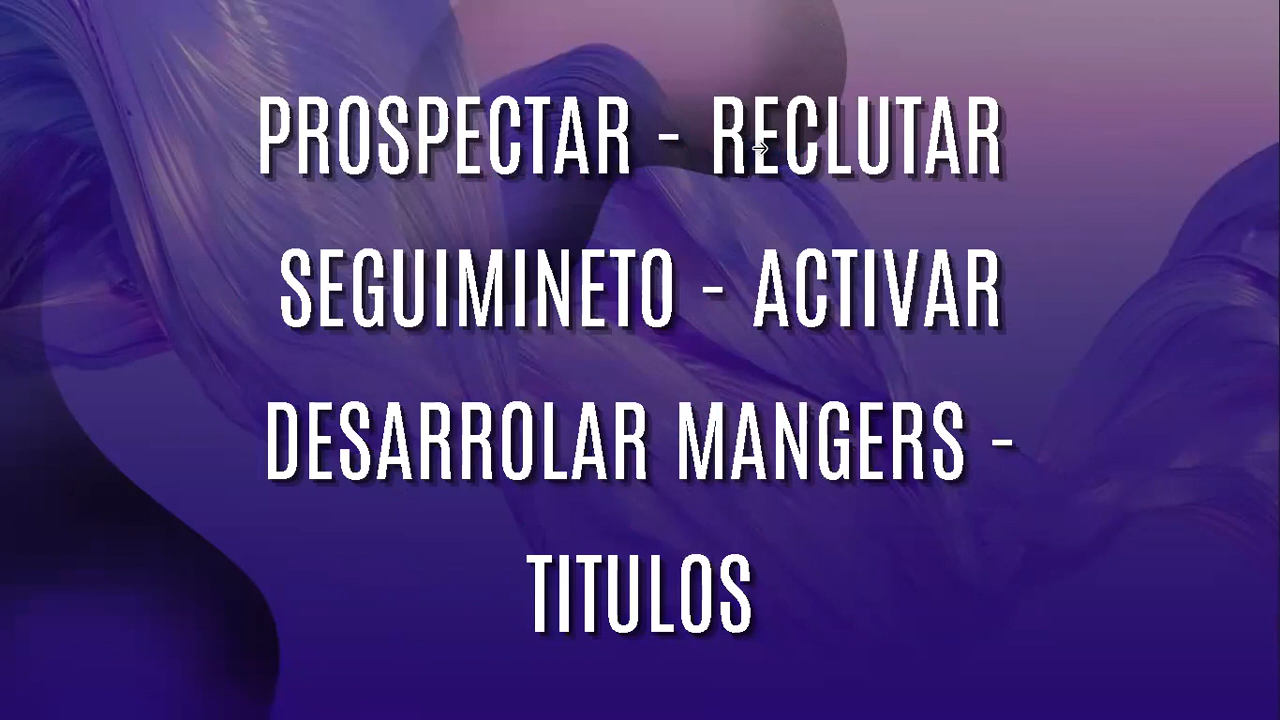 PROSPECTAR - RECLUTAR
SEGUIMINETO - ACTIVAR
DESARROLAR MANGERS -
TITULOS